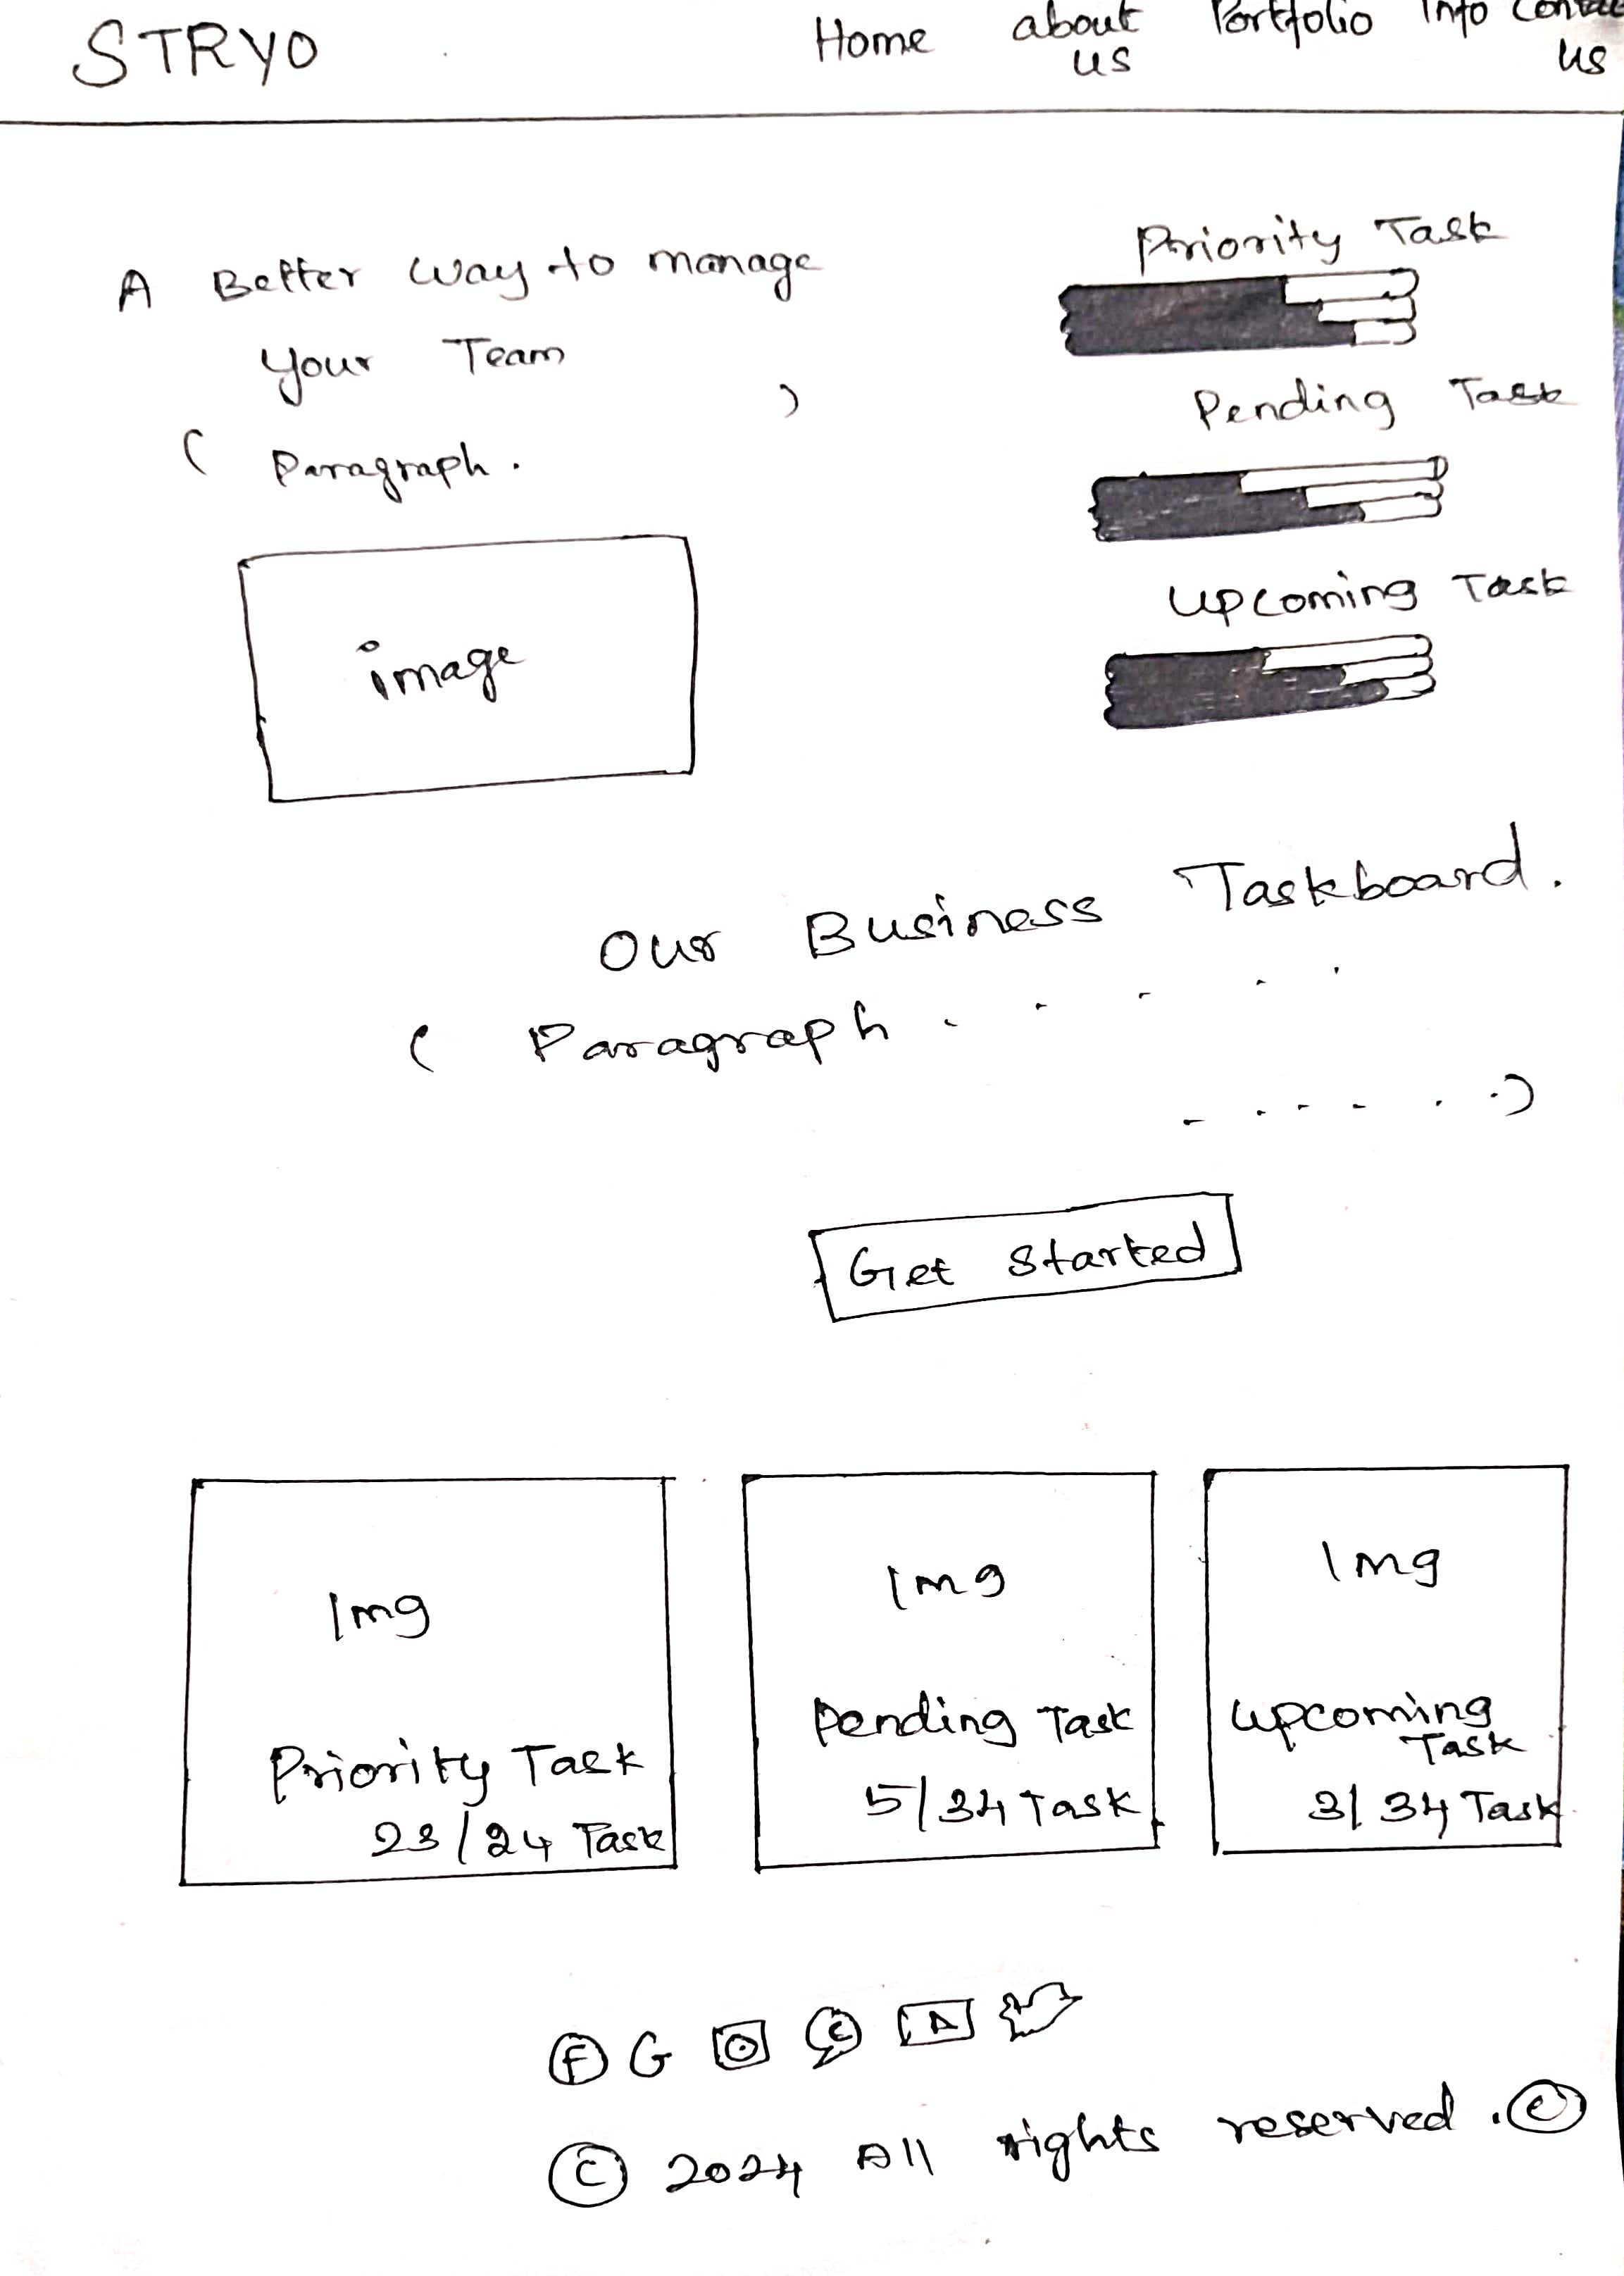 STRYO
Home about us Portfolio Info Contac us
A Better way to manage
your Team
( Paragraph. )
image
Priority Task
Pending Task
Upcoming Task
Our Business Taskboard.
( Paragraph . - - . .
- . - - . . .)
Get Started
Img
Priority Task
23/24 Task
Img
Pending Task
5/34 Task
Img
upcoming
Task
3/34 Task
F G
© 2024 All rights reserved. ©